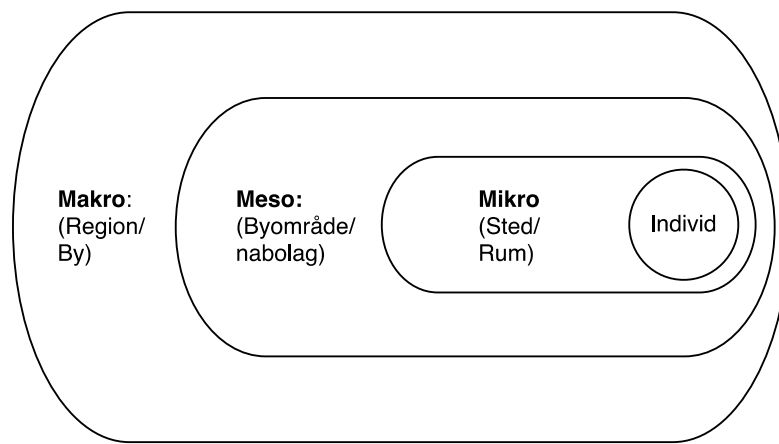 Makro:
(Region/
By)
Meso:
(Byområde/
nabolag)
Mikro
(Sted/
Rum)
Individ